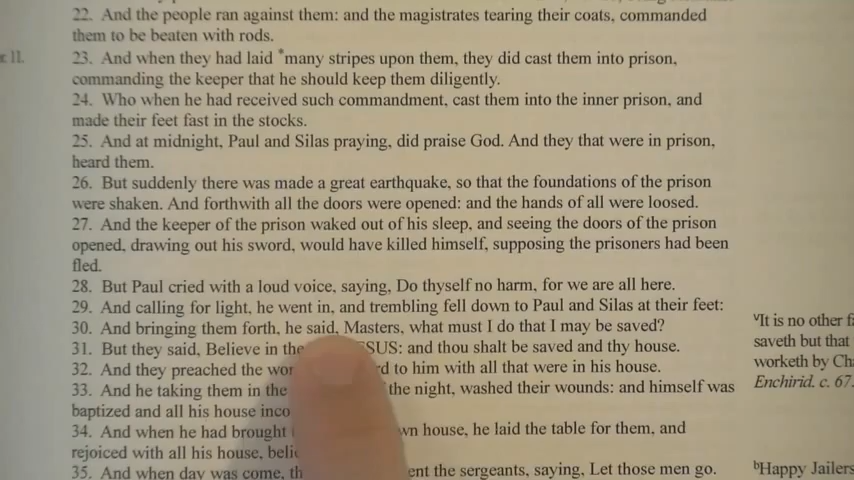 22. And the people ran against them: and the magistrates tearing their coats, commanded
them to be beaten with rods.
II.
23. And when they had laid *many stripes upon them, they did cast them into prison,
commanding the keeper that he should keep them diligently.
24. Who when he had received such commandment, cast them into the inner prison, and
made their feet fast in the stocks.
25. And at midnight, Paul and Silas praying, did praise God. And they that were in prison,
heard them.
26. But suddenly there was made a great earthquake, so that the foundations of the prison
were shaken. And forthwith all the doors were opened: and the hands of all were loosed.
27. And the keeper of the prison waked out of his sleep, and seeing the doors of the prison
opened, drawing out his sword, would have killed himself, supposing the prisoners had been
fled.
28. But Paul cried with a loud voice, saying, Do thyself no harm, for we are all here.
29. And calling for light, he went in, and trembling fell down to Paul and Silas at their feet:
30. And bringing them forth, he said, Masters, what must I do that I may be saved?
31. But they said, Believe in the ESUS: and thou shalt be saved and thy house.
32. And they preached the to him with all that were in his house.
33. And he taking them in the the night, washed their wounds: and himself was
baptized and all his house
34. And when he had brought house, he laid the table for them, and
rejoiced with all his house,
35. And when day was come, the sergeants, saying, Let those men go.
vIt is no other
saveth but that
worketh by
Enchirid. c. 67.
bHappy Jailers